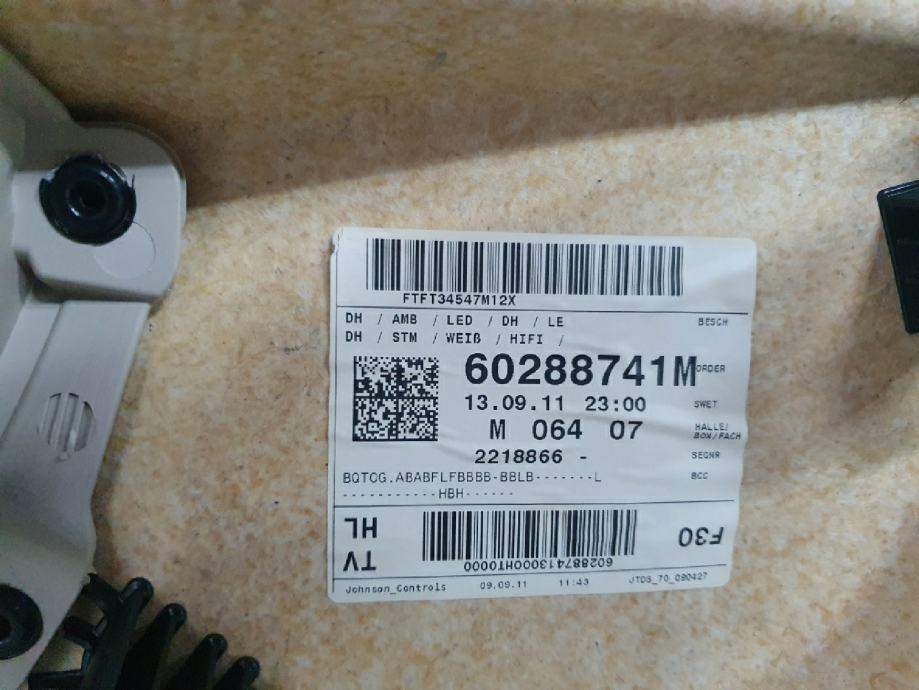 FTFT34547M12X
DH / AMB / LED / DH / LE BESCH
DH / STM / WEIß / HIFI /
60288741M ORDER
13.09.11 23:00 SWET
M 064 07 HALLE/
BOX/FACH
2218866 - SEQNR
BQTCG.ABABFLFBBBB-BBLB-------L BCC
-----------HBH------
TV
HL
602887413000HT0000
F30
Johnson_Controls 09.09.11 11:43 JTDS_70_090427